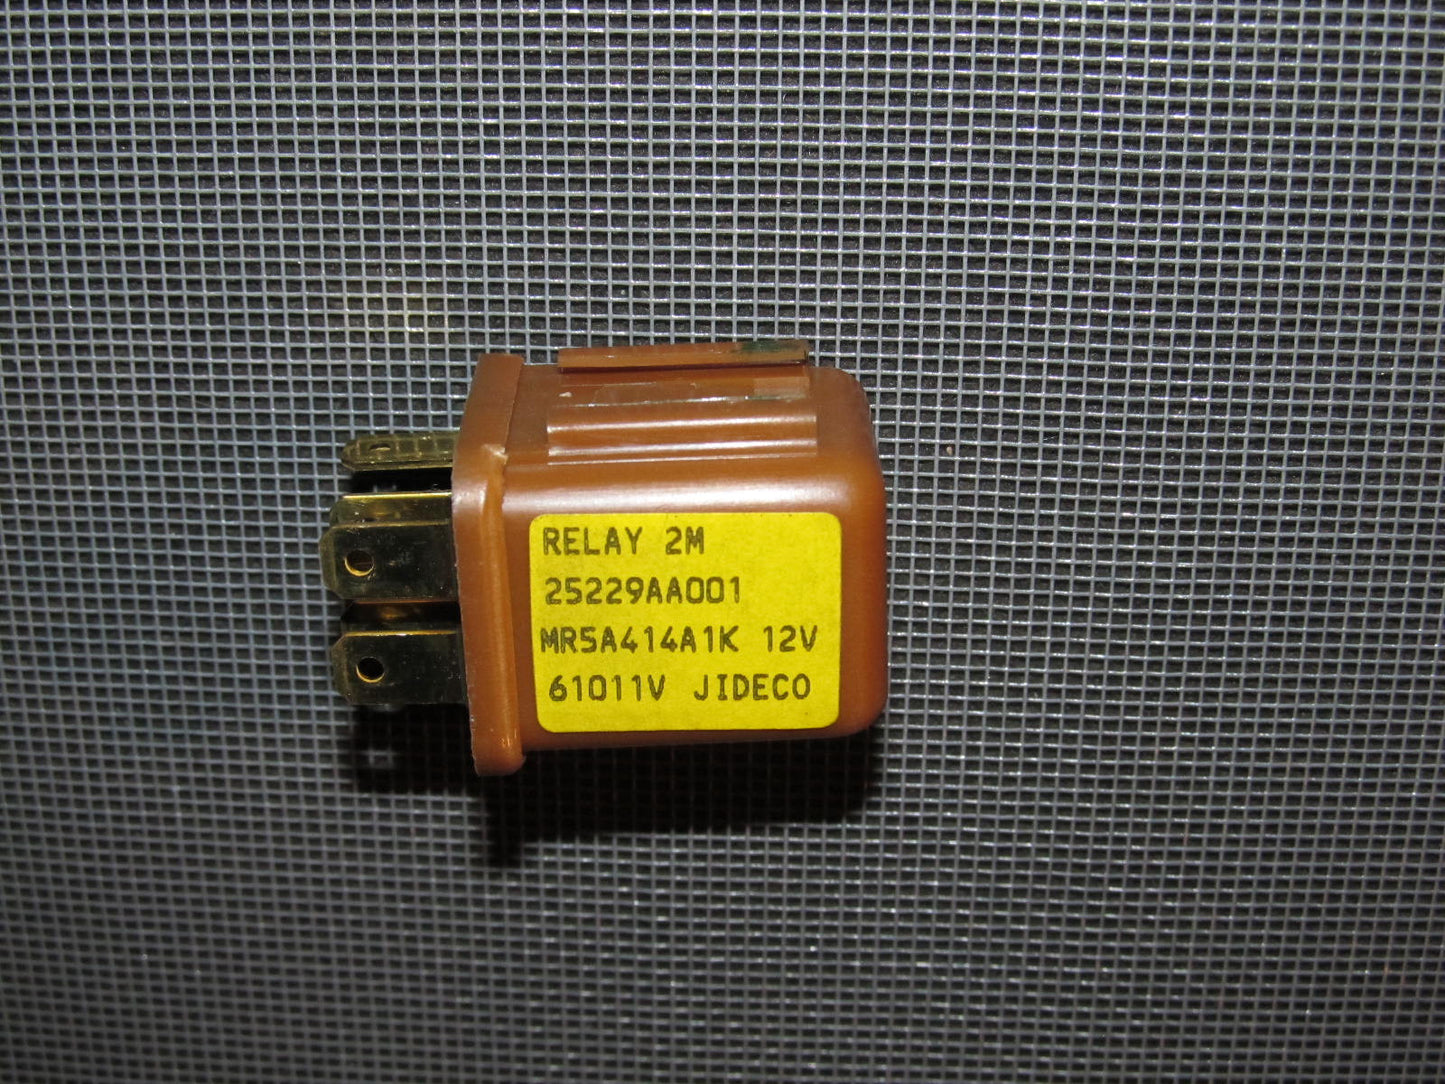 RELAY 2M
25229AA001
MR5A414A1K 12V
61011V JIDECO